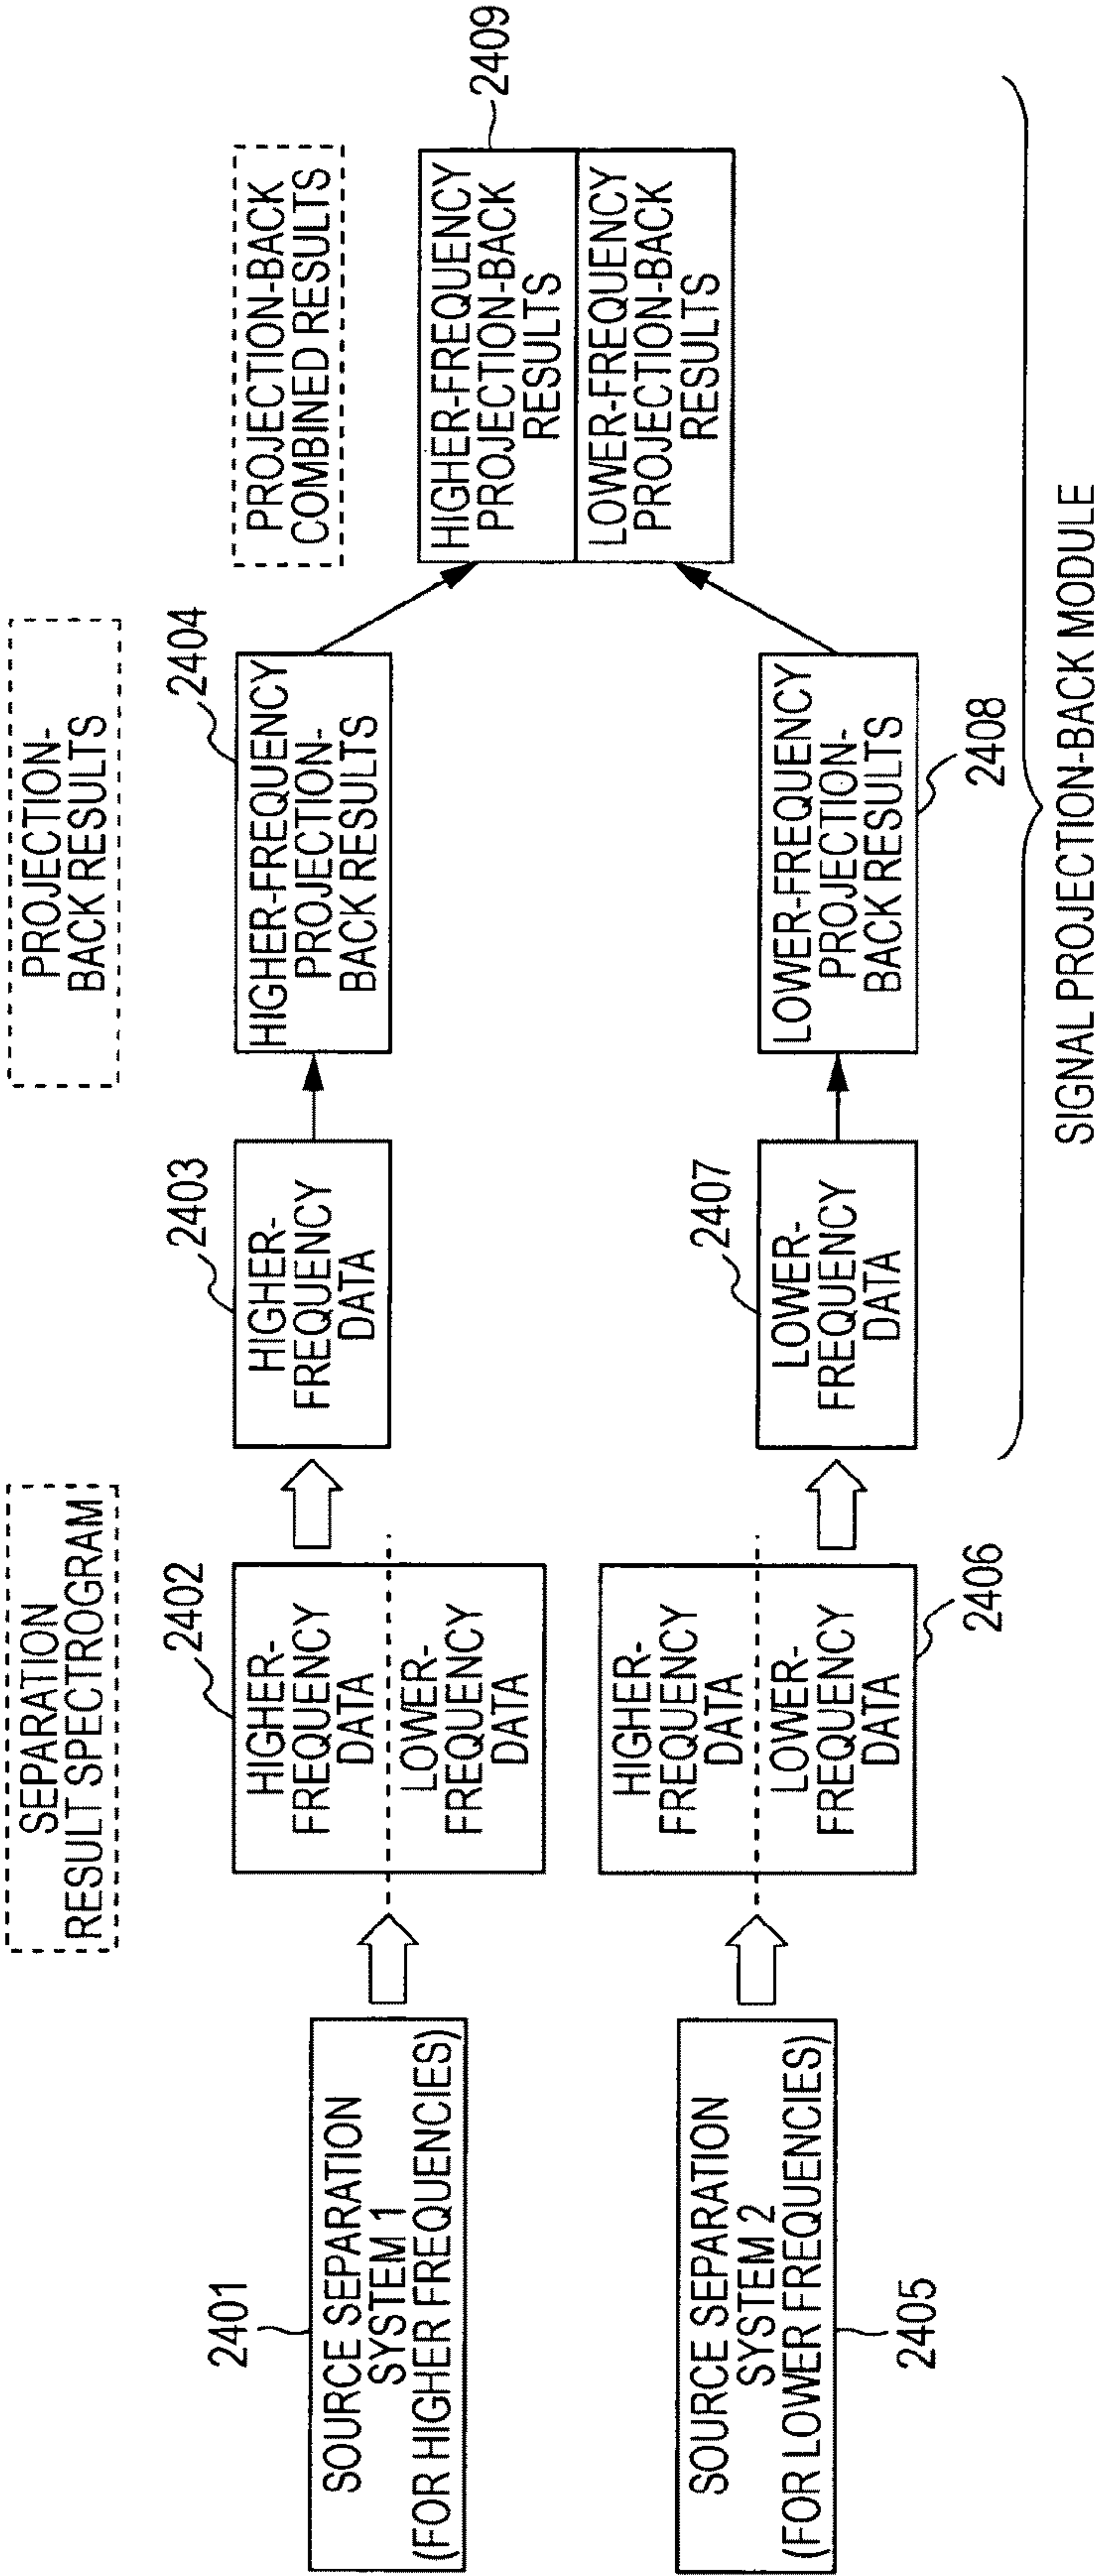 SEPARATION
RESULT SPECTROGRAM
PROJECTION-
BACK RESULTS
PROJECTION-BACK
COMBINED RESULTS
2401
SOURCE SEPARATION
SYSTEM 1
(FOR HIGHER FREQUENCIES)
2402
HIGHER-
FREQUENCY
DATA
LOWER-
FREQUENCY
DATA
2403
HIGHER-
FREQUENCY
DATA
2404
HIGHER-FREQUENCY
PROJECTION-
BACK RESULTS
2409
HIGHER-FREQUENCY
PROJECTION-BACK
RESULTS
LOWER-FREQUENCY
PROJECTION-BACK
RESULTS
SOURCE SEPARATION
SYSTEM 2
(FOR LOWER FREQUENCIES)
2405
HIGHER-
FREQUENCY
DATA
LOWER-
FREQUENCY
DATA
2406
2407
LOWER-
FREQUENCY
DATA
LOWER-FREQUENCY
PROJECTION-
BACK RESULTS
2408
SIGNAL PROJECTION-BACK MODULE